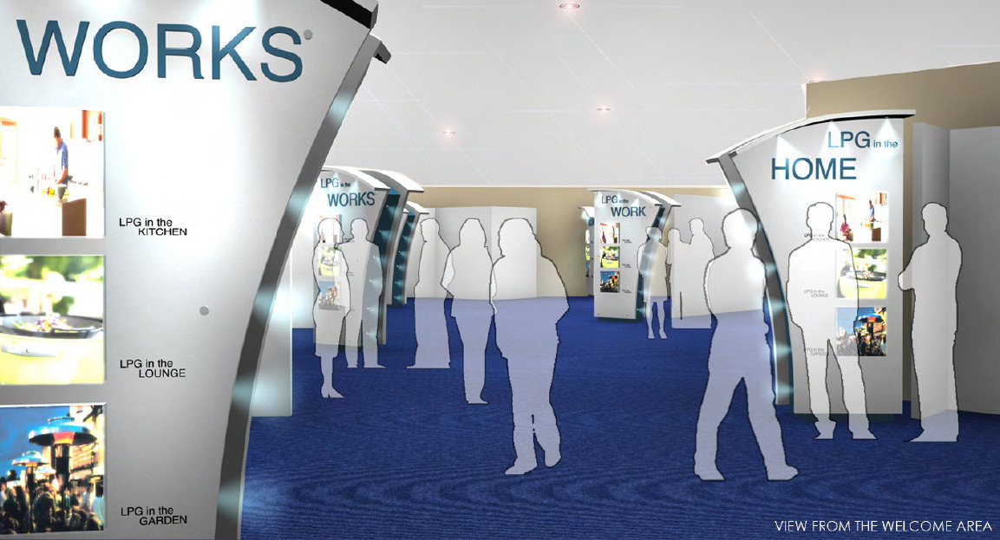 WORKS
LPG in the
KITCHEN
LPG in the
LOUNGE
LPG in the
GARDEN
LPG in the
WORKS
LPG in the
WORK
LPG in the
HOME
LPG in the
KITCHEN
LPG in the
LOUNGE
LPG in the
GARDEN
VIEW FROM THE WELCOME AREA